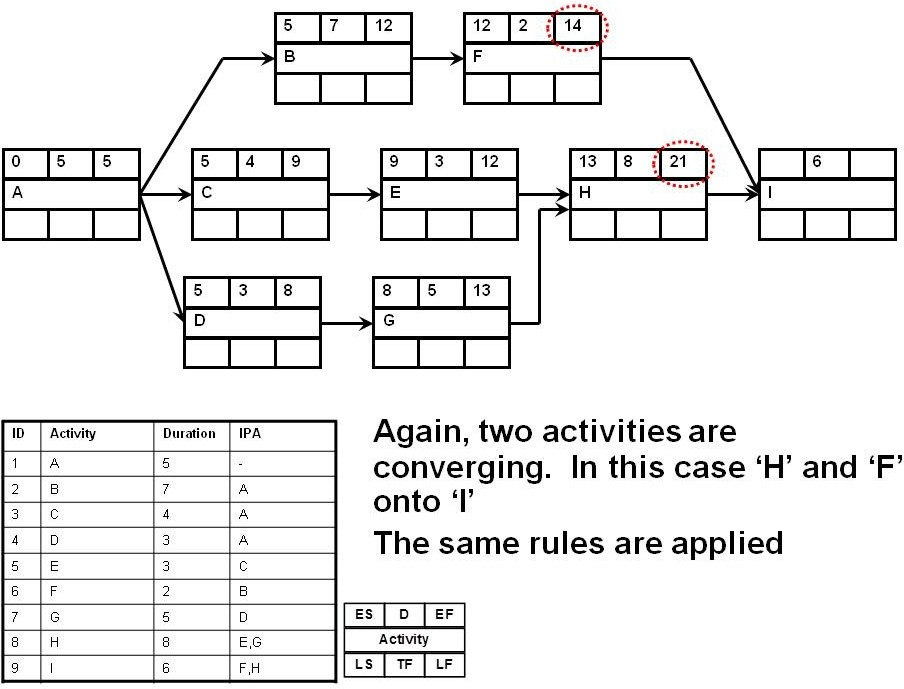 5 7 12
B
12 2 14
F
0 5 5
A
5 4 9
C
9 3 12
E
13 8 21
H
6
I
5 3 8
D
8 5 13
G
ID Activity Duration IPA
1 A 5 -
2 B 7 A
3 C 4 A
4 D 3 A
5 E 3 C
6 F 2 B
7 G 5 D
8 H 8 E,G
9 I 6 F,H
Again, two activities are
converging. In this case ‘H’ and ‘F’
onto ‘I’
The same rules are applied
ES D EF
Activity
LS TF LF